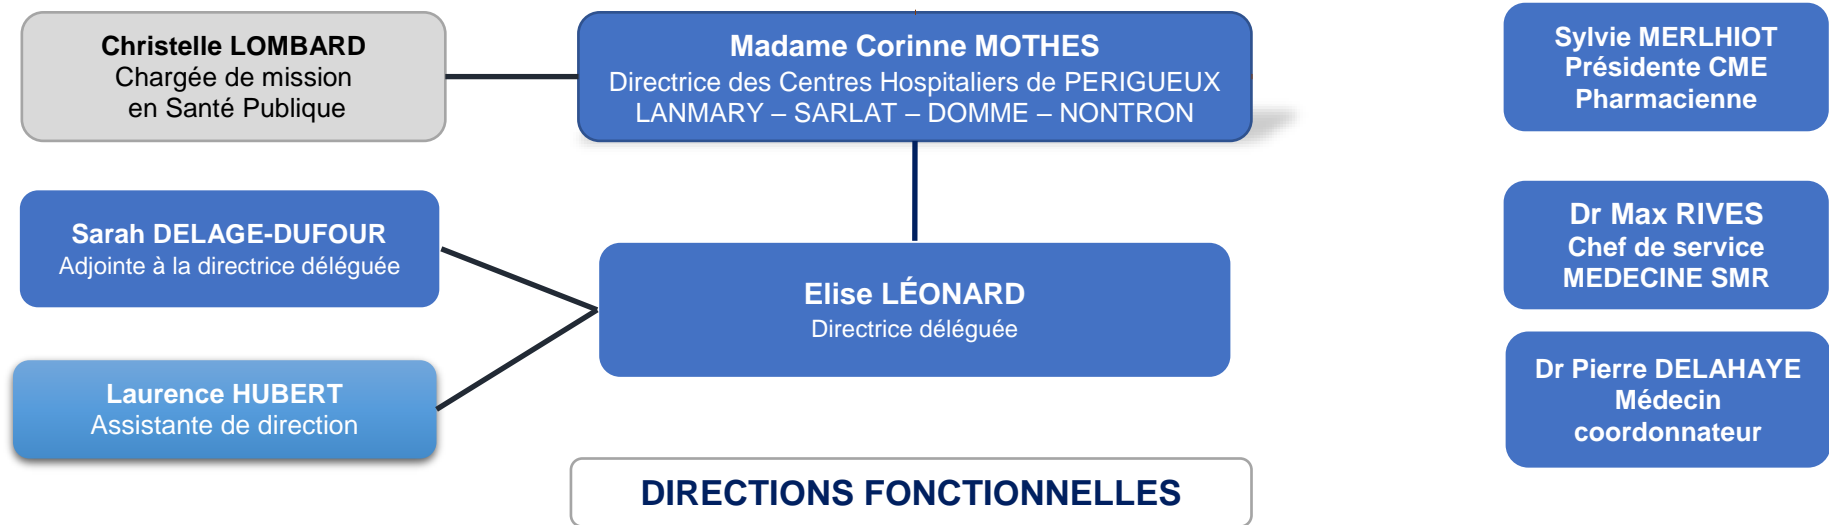 Christelle LOMBARD
Chargée de mission
en Santé Publique
Madame Corinne MOTHES
Directrice des Centres Hospitaliers de PERIGUEUX
LANMARY – SARLAT – DOMME – NONTRON
Sylvie MERLHIOT
Présidente CME
Pharmacienne
Sarah DELAGE-DUFOUR
Adjointe à la directrice déléguée
Elise LÉONARD
Directrice déléguée
Dr Max RIVES
Chef de service
MEDECINE SMR
Laurence HUBERT
Assistante de direction
Dr Pierre DELAHAYE
Médecin
coordonnateur
DIRECTIONS FONCTIONNELLES